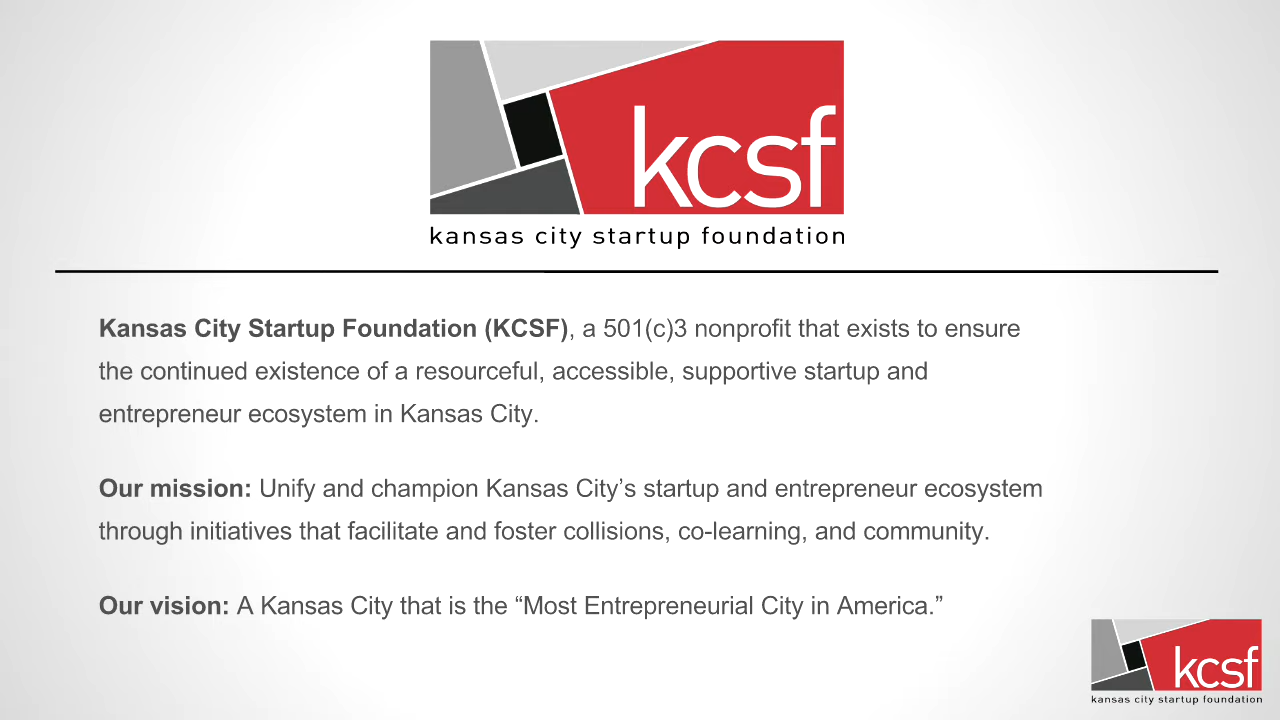 kcsf
kansas city startup foundation
Kansas City Startup Foundation (KCSF), a 501(c)3 nonprofit that exists to ensure
the continued existence of a resourceful, accessible, supportive startup and
entrepreneur ecosystem in Kansas City.
Our mission: Unify and champion Kansas City’s startup and entrepreneur ecosystem
through initiatives that facilitate and foster collisions, co-learning, and community.
Our vision: A Kansas City that is the “Most Entrepreneurial City in America.”
kcsf
kansas city startup foundation